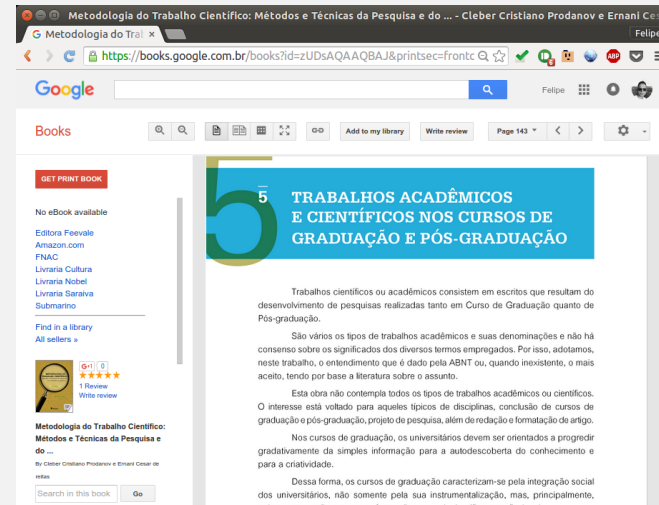 Metodologia do Trabalho Científico: Métodos e Técnicas da Pesquisa e do ... - Cleber Cristiano Prodanov e Ernani Ces
G Metodologia do Tral ×
Felipe
https://books.google.com.br/books?id=zUDsAQAAQBAJ&printsec=frontc
ABP
Google
Felipe
Books
Add to my library
Write review
Page 143
GET PRINT BOOK
No eBook available
Editora Feevale
Amazon.com
FNAC
Livraria Cultura
Livraria Nobel
Livraria Saraiva
Submarino
Find in a library
All sellers »
G+1 0
1 Review
Write review
Metodologia do Trabalho Científico:
Métodos e Técnicas da Pesquisa e
do ...
By Cleber Cristiano Prodanov e Ernani Cesar de
reitas
Search in this book
Go
5
5 TRABALHOS ACADÊMICOS
E CIENTÍFICOS NOS CURSOS DE
GRADUAÇÃO E PÓS-GRADUAÇÃO
Trabalhos científicos ou acadêmicos consistem em escritos que resultam do
desenvolvimento de pesquisas realizadas tanto em Curso de Graduação quanto de
Pós-graduação.
São vários os tipos de trabalhos acadêmicos e suas denominações e não há
consenso sobre os significados dos diversos termos empregados. Por isso, adotamos,
neste trabalho, o entendimento que é dado pela ABNT ou, quando inexistente, o mais
aceito, tendo por base a literatura sobre o assunto.
Esta obra não contempla todos os tipos de trabalhos acadêmicos ou científicos.
O interesse está voltado para aqueles típicos de disciplinas, conclusão de cursos de
graduação e pós-graduação, projeto de pesquisa, além de redação e formatação de artigo.
Nos cursos de graduação, os universitários devem ser orientados a progredir
gradativamente da simples informação para a autodescoberta do conhecimento e
para a criatividade.
Dessa forma, os cursos de graduação caracterizam-se pela integração social
dos universitários, não somente pela sua instrumentalização, mas, principalmente,